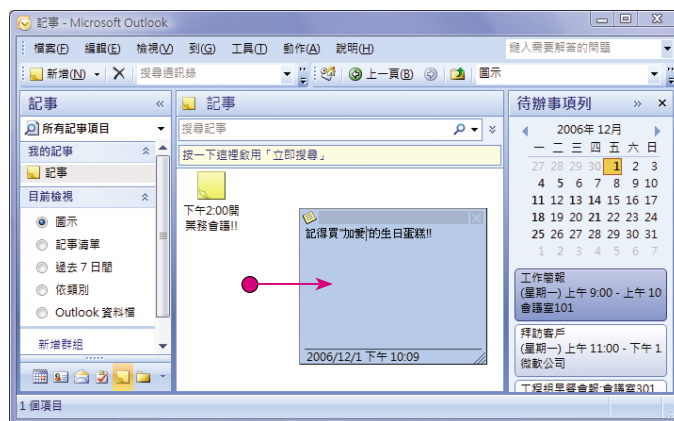 記事 - Microsoft Outlook
檔案(F) 編輯(E) 檢視(V) 到(G) 工具(T) 動作(A) 說明(H) 鍵入需要解答的問題
新增(N) 搜尋通訊錄 上一頁(B) 圖示
記事 «
所有記事項目
我的記事
記事
目前檢視
圖示
記事清單
過去 7 日間
依類別
Outlook 資料檔
新增群組
記事
搜尋記事
按一下這裡啟用「立即搜尋」
下午2:00開
業務會議!!
記得買"加愛"的生日蛋糕!!
2006/12/1 下午 10:09
待辦事項列 »
2006年 12月
一 二 三 四 五 六 日
27 28 29 30 1 2 3
4 5 6 7 8 9 10
11 12 13 14 15 16 17
18 19 20 21 22 23 24
25 26 27 28 29 30 31
1 2 3 4 5 6 7
工作簡報
(星期一) 上午 9:00 - 上午 10
會議室101
拜訪客戶
(星期一) 上午 11:00 - 下午 1
微軟公司
工程組早餐會報;會議室301
1 個項目